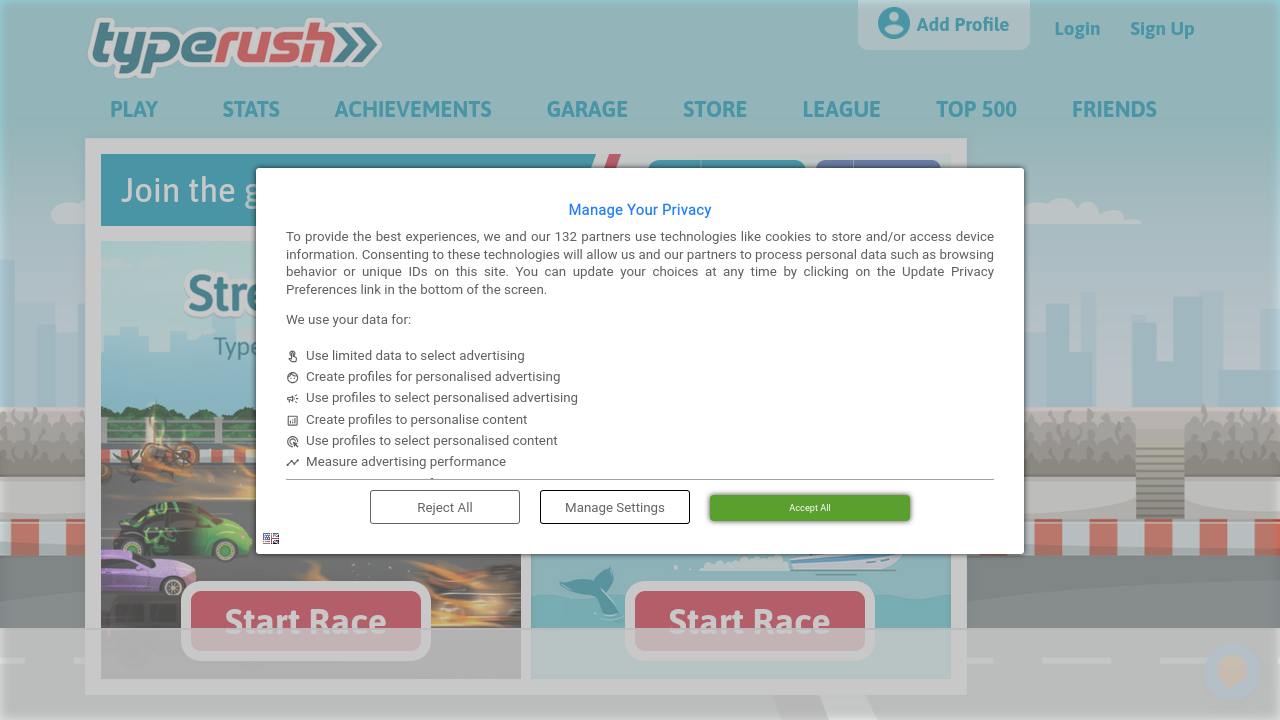 typerush
Add Profile
Login
Sign Up
PLAY
STATS
ACHIEVEMENTS
GARAGE
STORE
LEAGUE
TOP 500
FRIENDS
Join the
Manage Your Privacy
To provide the best experiences, we and our 132 partners use technologies like cookies to store and/or access device
information. Consenting to these technologies will allow us and our partners to process personal data such as browsing
behavior or unique IDs on this site. You can update your choices at any time by clicking on the Update Privacy
Preferences link in the bottom of the screen.
We use your data for:
Use limited data to select advertising
Create profiles for personalised advertising
Use profiles to select personalised advertising
Create profiles to personalise content
Use profiles to select personalised content
Measure advertising performance
Reject All
Manage Settings
Accept All
Start Race
Start Race